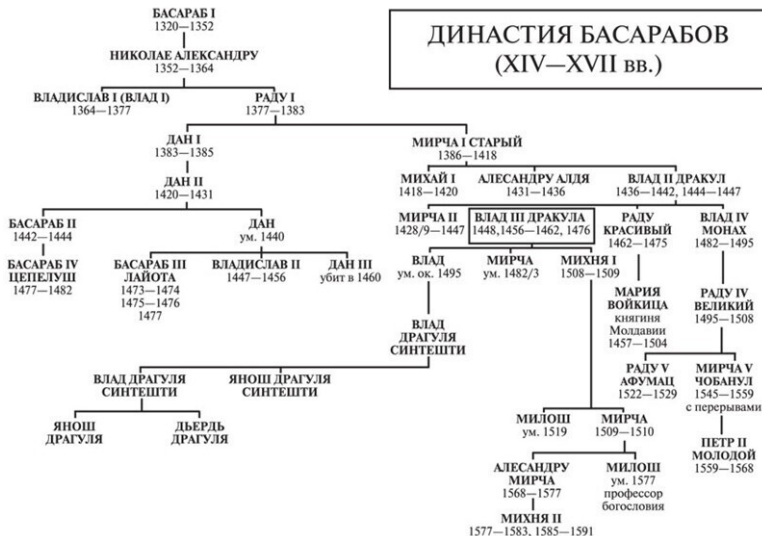 ДИНАСТИЯ БАСАРАБОВ
(XIV—XVII вв.)
БАСАРАБ I
1320—1352
НИКОЛАЕ АЛЕКСАНДРУ
1352—1364
ВЛАДИСЛАВ I (ВЛАД I)
1364—1377
РАДУ I
1377—1383
ДАН I
1383—1385
МИРЧА I СТАРЫЙ
1386—1418
ДАН II
1420—1431
МИХАЙ I
1418—1420
АЛЕСАНДРУ АЛДЯ
1431—1436
ВЛАД II ДРАКУЛ
1436—1442, 1444—1447
БАСАРАБ II
1442—1444
ДАН
ум. 1440
МИРЧА II
1428/9—1447
ВЛАД III ДРАКУЛА
1448,1456—1462, 1476
РАДУ
КРАСИВЫЙ
1462—1475
ВЛАД IV
МОНАХ
1482—1495
БАСАРАБ IV
ЦЕПЕЛУШ
1477—1482
БАСАРАБ III
ЛАЙОТА
1473—1474
1475—1476
1477
ВЛАДИСЛАВ II
1447—1456
ДАН III
убит в 1460
ВЛАД
ум. ок. 1495
МИРЧА
ум. 1482/3
МИХНЯ I
1508—1509
МАРИЯ
ВОЙКИЦА
княгиня
Молдавии
1457—1504
РАДУ IV
ВЕЛИКИЙ
1495—1508
ВЛАД
ДРАГУЛЯ
СИНТЕШТИ
ВЛАД ДРАГУЛЯ
СИНТЕШТИ
ЯНОШ ДРАГУЛЯ
СИНТЕШТИ
РАДУ V
АФУМАЦ
1522—1529
МИРЧА V
ЧОБАНУЛ
1545—1559
с перерывами
ЯНОШ
ДРАГУЛЯ
ДЬЕРДЬ
ДРАГУЛЯ
МИЛОШ
ум. 1519
МИРЧА
1509—1510
ПЕТР II
МОЛОДОЙ
1559—1568
АЛЕСАНДРУ
МИРЧА
1568—1577
МИЛОШ
ум. 1577
профессор
богословия
МИХНЯ II
1577—1583, 1585—1591